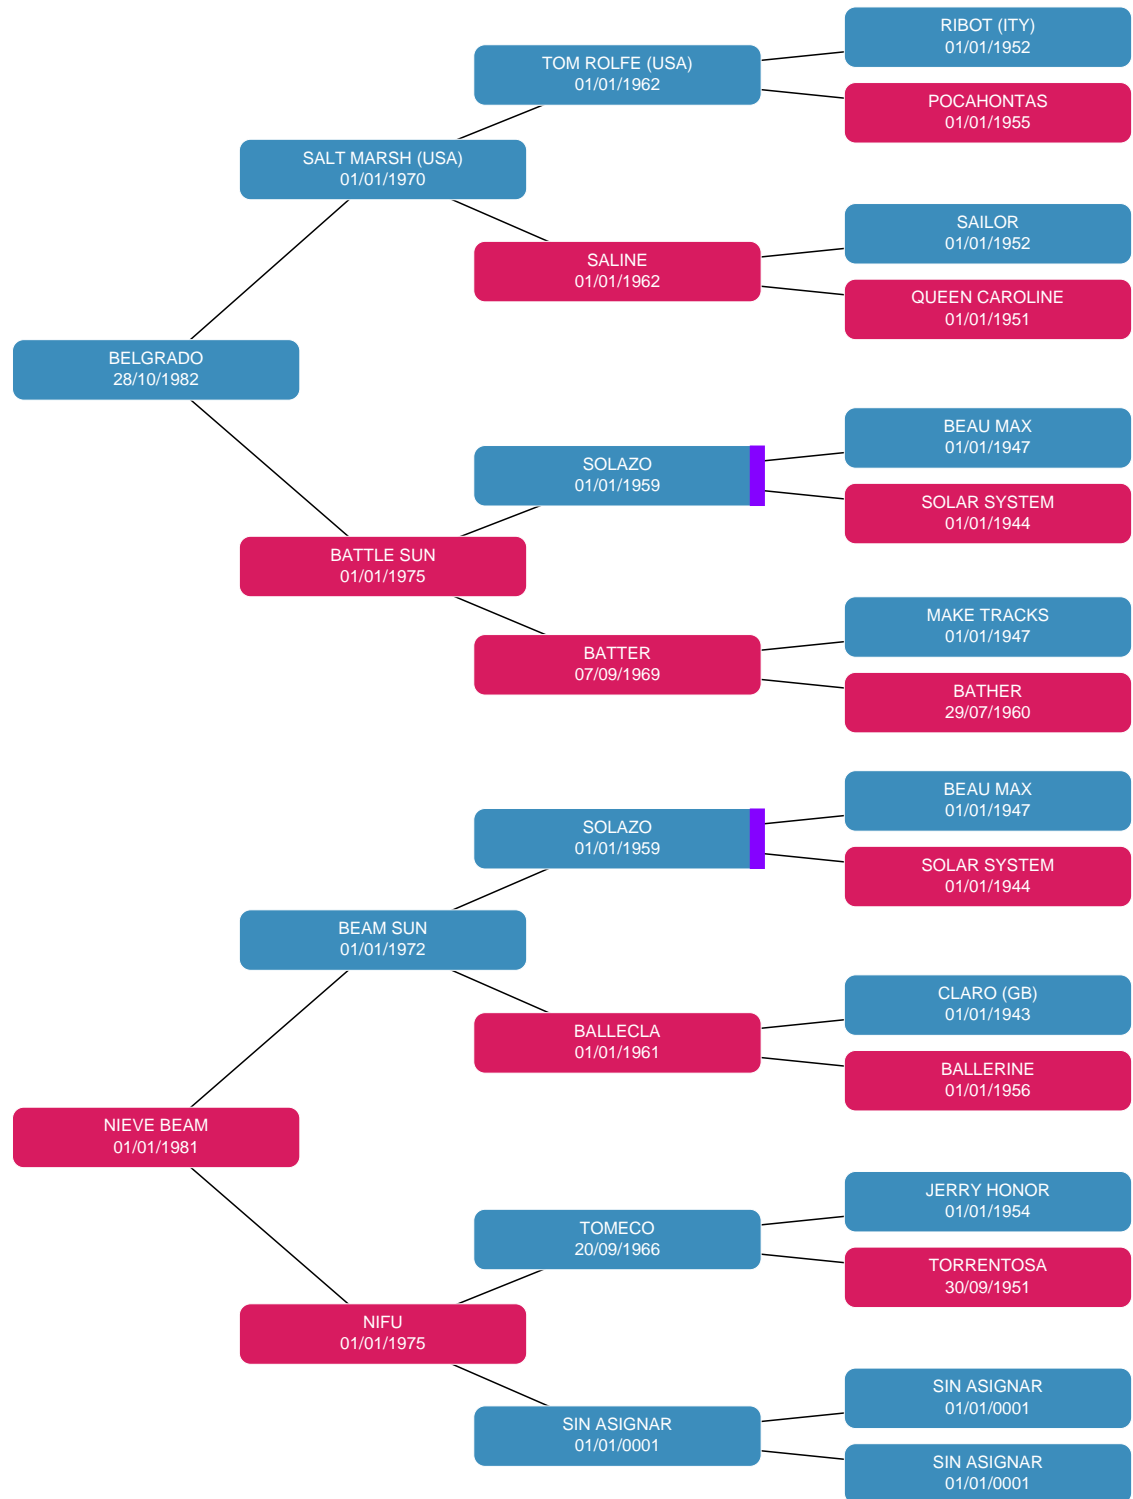 RIBOT (ITY)
01/01/1952
TOM ROLFE (USA)
01/01/1962
POCAHONTAS
01/01/1955
SALT MARSH (USA)
01/01/1970
SAILOR
01/01/1952
SALINE
01/01/1962
QUEEN CAROLINE
01/01/1951
BELGRADO
28/10/1982
BEAU MAX
01/01/1947
SOLAZO
01/01/1959
SOLAR SYSTEM
01/01/1944
BATTLE SUN
01/01/1975
MAKE TRACKS
01/01/1947
BATTER
07/09/1969
BATHER
29/07/1960
BEAU MAX
01/01/1947
SOLAZO
01/01/1959
SOLAR SYSTEM
01/01/1944
BEAM SUN
01/01/1972
CLARO (GB)
01/01/1943
BALLECLA
01/01/1961
BALLERINE
01/01/1956
NIEVE BEAM
01/01/1981
JERRY HONOR
01/01/1954
TOMECO
20/09/1966
TORRENTOSA
30/09/1951
NIFU
01/01/1975
SIN ASIGNAR
01/01/0001
SIN ASIGNAR
01/01/0001
SIN ASIGNAR
01/01/0001